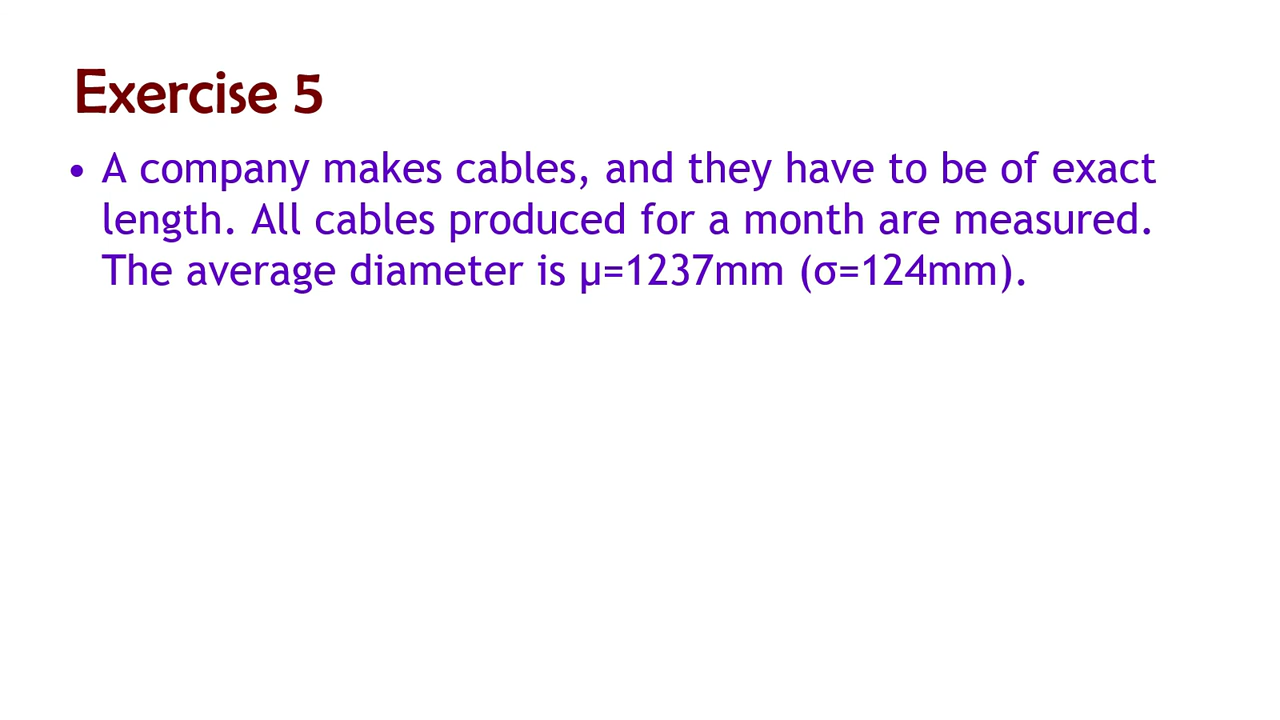 Exercise 5
• A company makes cables, and they have to be of exact
length. All cables produced for a month are measured.
The average diameter is μ=1237mm (σ=124mm).